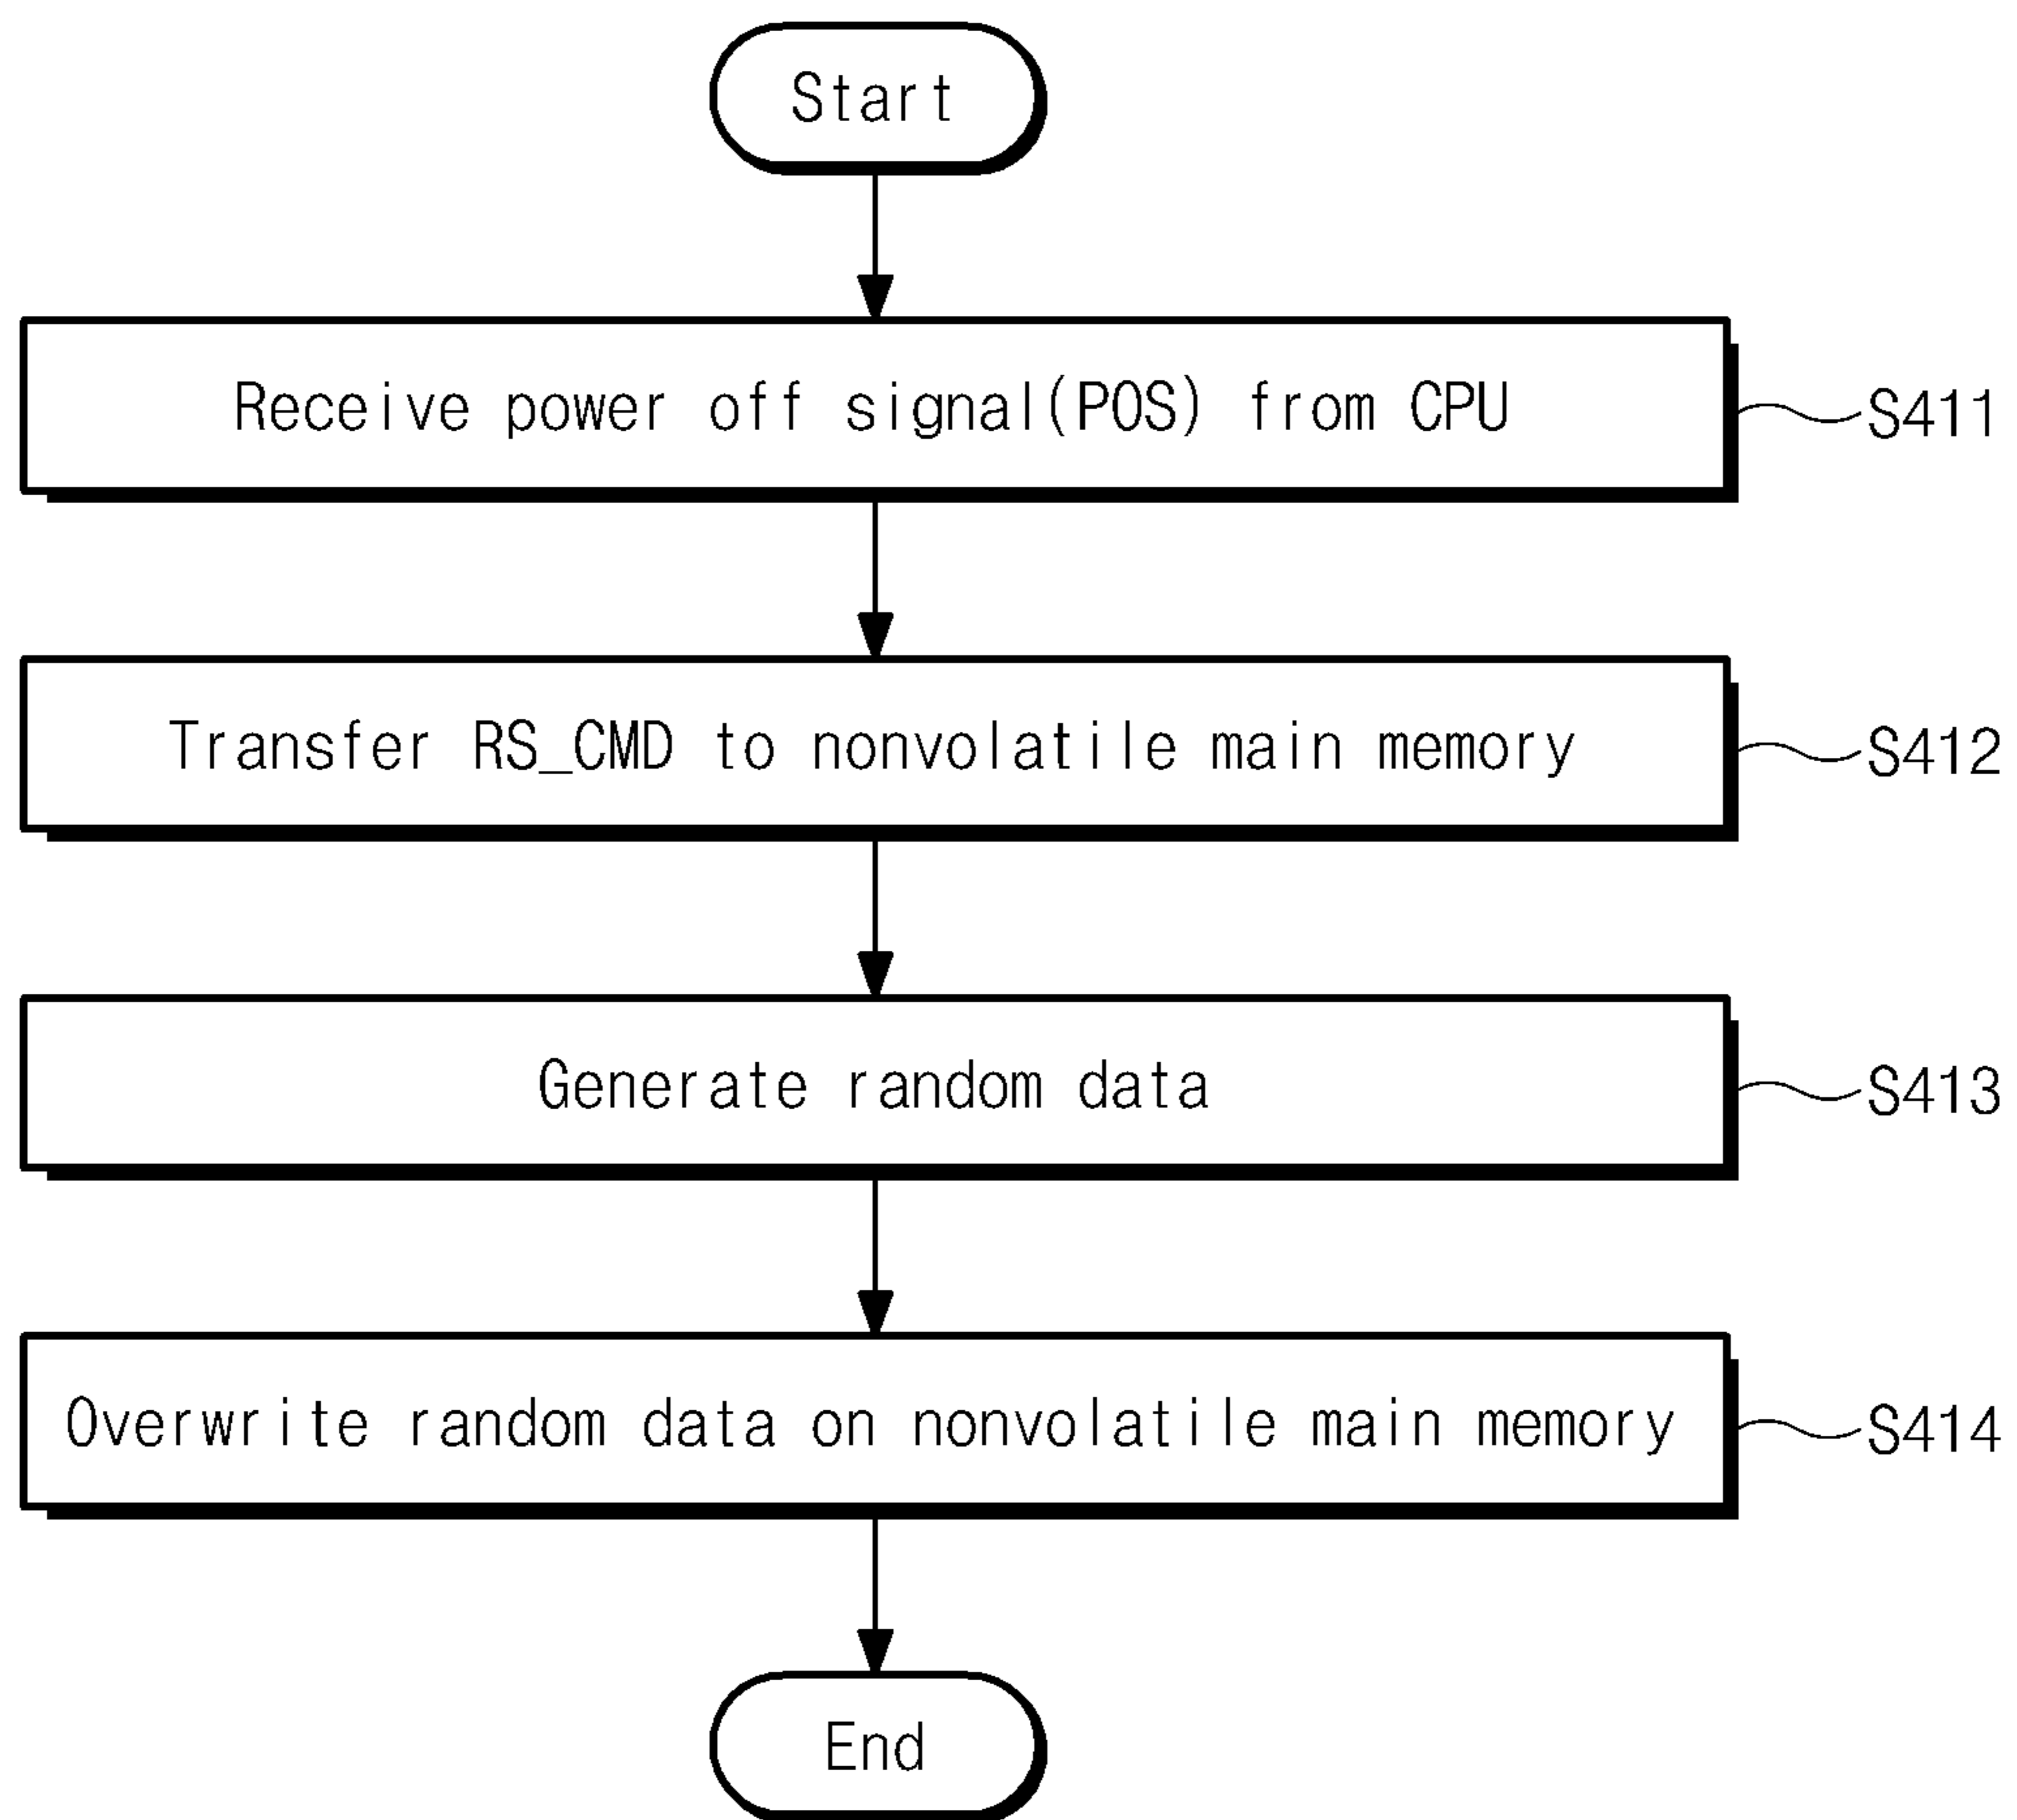 Start
Receive power off signal(POS) from CPU
S411
Transfer RS_CMD to nonvolatile main memory
S412
Generate random data
S413
Overwrite random data on nonvolatile main memory
S414
End